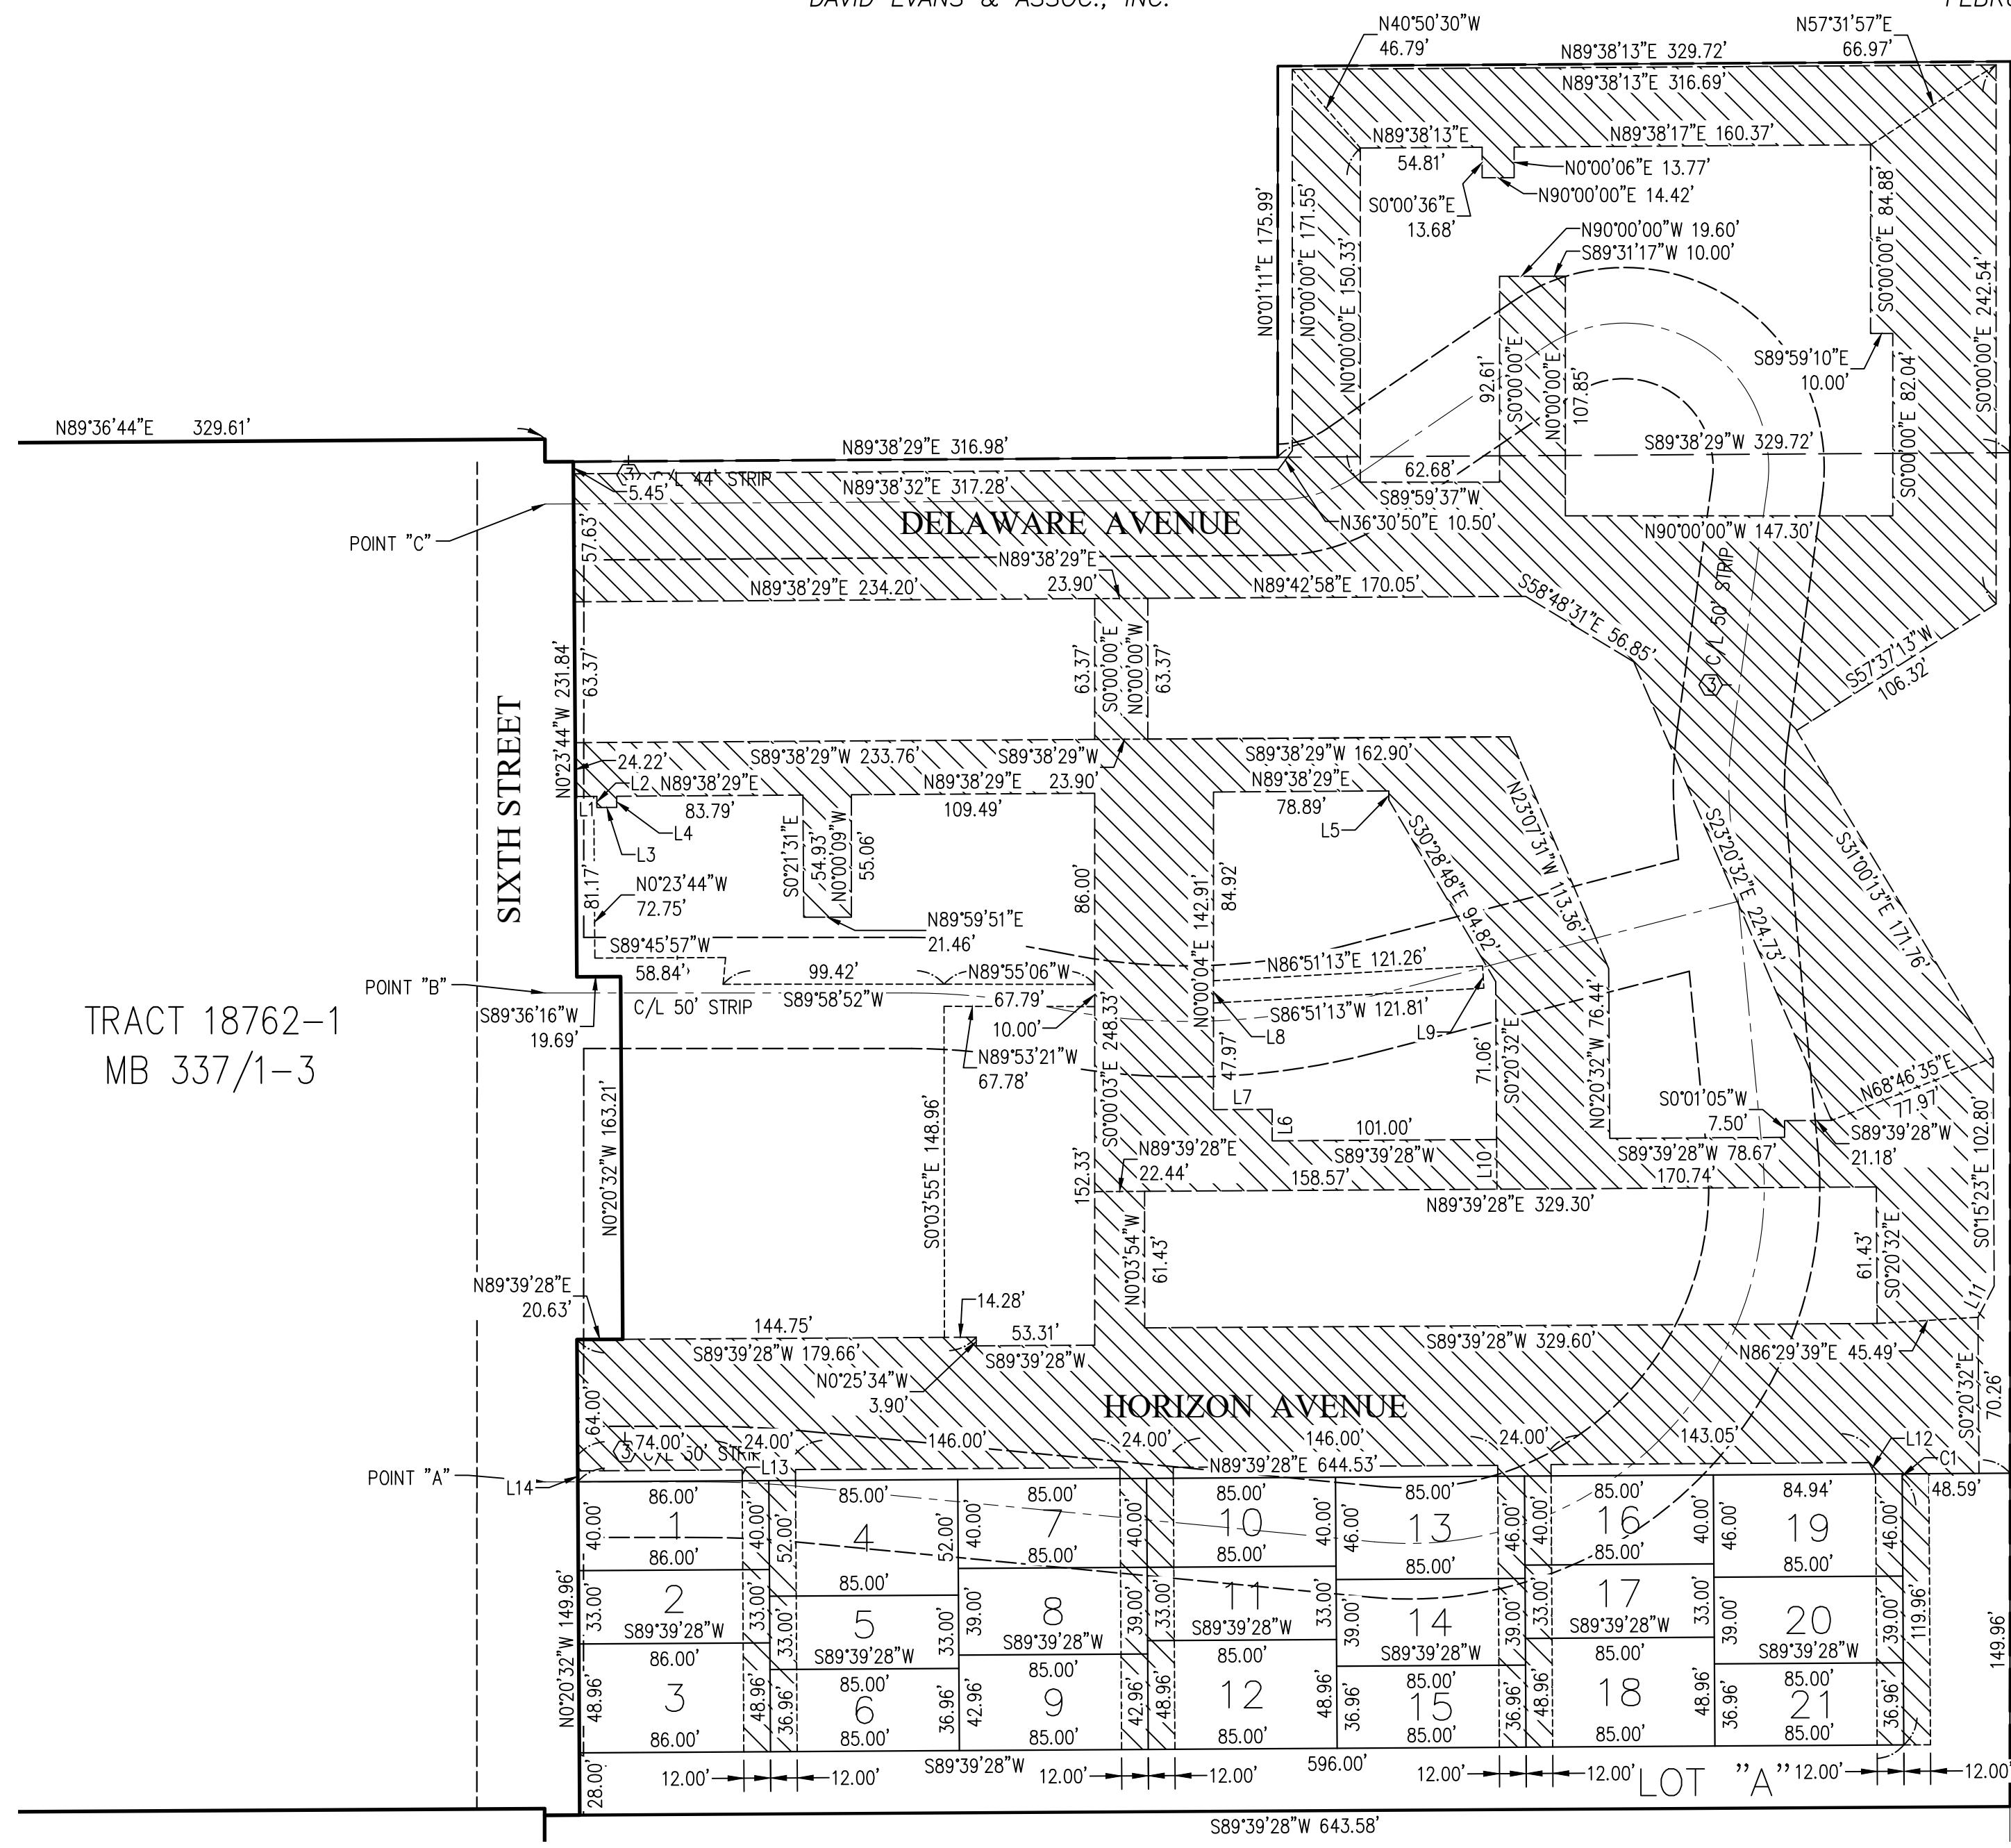 DAVID EVANS & ASSOC., INC.
N40°50'30"W
46.79'
N57°31'57"E
66.97'
N89°38'13"E 329.72'
N89°38'13"E 316.69'
N89°38'13"E
54.81'
N89°38'17"E 160.37'
N0°00'06"E 13.77'
N90°00'00"E 14.42'
S0°00'36"E
13.68'
N0°01'11"E 175.99'
N0°00'00"E 171.55'
N0°00'00"E 150.33'
N90°00'00"W 19.60'
S89°31'17"W 10.00'
S0°00'00"E 84.88'
S0°00'00"E 242.54'
92.61'
S0°00'00"E
N0°00'00"E
107.85'
S89°59'10"E
10.00'
S0°00'00"E 82.04'
N89°36'44"E 329.61'
N89°38'29"E 316.98'
S89°38'29"W 329.72'
3
C/L 44' STRIP
5.45'
N89°38'32"E 317.28'
62.68'
S89°59'37"W
N36°30'50"E 10.50'
DELAWARE AVENUE
POINT "C"
57.63'
N90°00'00"W 147.30'
N89°38'29"E
23.90'
N89°38'29"E 234.20'
N89°42'58"E 170.05'
S58°48'31"E 56.85'
3
C/L 50' STRIP
S57°37'13"W
106.32'
N0°23'44"W 231.84'
63.37'
63.37'
S0°00'00"E
N0°00'00"W
63.37'
SIXTH STREET
24.22'
S89°38'29"W 233.76'
S89°38'29"W
23.90'
S89°38'29"W 162.90'
L1
L2
N89°38'29"E
83.79'
N89°38'29"E
109.49'
N89°38'29"E
78.89'
L4
L3
L5
S0°21'31"E
54.93'
N0°00'09"W
55.06'
81.17'
N0°23'44"W
72.75'
86.00'
N0°00'04"E 142.91'
84.92'
S30°28'48"E 94.82'
N23°07'31"W 113.36'
S23°20'32"E 224.73'
S31°00'13"E 171.76'
N89°59'51"E
21.46'
S89°45'57"W
58.84'
99.42'
N89°55'06"W
67.79'
N86°51'13"E 121.26'
S86°51'13"W 121.81'
L8
L9
POINT "B"
C/L 50' STRIP
S89°58'52"W
10.00'
S89°36'16"W
19.69'
TRACT 18762-1
MB 337/1-3
N89°53'21"W
67.78'
S0°00'03"E 248.33'
47.97'
71.06'
S0°20'32"E
N0°20'32"W 76.44'
L7
L6
N0°20'32"W 163.21'
S0°03'55"E 148.96'
152.33'
S0°01'05"W
7.50'
N68°46'35"E
77.97'
S89°39'28"W
21.18'
101.00'
S89°39'28"W
L10
S89°39'28"W 78.67'
170.74'
N89°39'28"E
22.44'
158.57'
N89°39'28"E 329.30'
N0°03'54"W
61.43'
61.43'
S0°20'32"E
S0°15'23"E 102.80'
L11
N89°39'28"E
20.63'
14.28'
144.75'
S89°39'28"W 179.66'
53.31'
S89°39'28"W
N0°25'34"W
3.90'
S89°39'28"W 329.60'
N86°29'39"E 45.49'
S0°20'32"E
70.26'
64.00'
HORIZON AVENUE
3
C/L 50' STRIP
74.00'
24.00'
146.00'
24.00'
146.00'
24.00'
143.05'
L12
C1
L13
N89°39'28"E 644.53'
POINT "A"
L14
48.59'
86.00'
85.00'
85.00'
85.00'
85.00'
85.00'
84.94'
40.00'
1
40.00'
52.00'
4
52.00'
40.00'
7
40.00'
10
40.00'
46.00'
13
46.00'
40.00'
16
40.00'
46.00'
19
46.00'
86.00'
85.00'
85.00'
85.00'
85.00'
85.00'
33.00'
2
33.00'
33.00'
5
33.00'
39.00'
8
39.00'
33.00'
11
33.00'
39.00'
14
39.00'
33.00'
17
33.00'
39.00'
20
39.00'
119.96'
149.96'
S89°39'28"W
S89°39'28"W
S89°39'28"W
S89°39'28"W
S89°39'28"W
S89°39'28"W
S89°39'28"W
86.00'
85.00'
85.00'
85.00'
85.00'
85.00'
85.00'
N0°20'32"W 149.96'
48.96'
3
48.96'
36.96'
6
36.96'
42.96'
9
42.96'
48.96'
12
48.96'
36.96'
15
36.96'
48.96'
18
48.96'
36.96'
21
36.96'
86.00'
85.00'
85.00'
85.00'
85.00'
85.00'
85.00'
28.00'
12.00'
12.00'
S89°39'28"W
12.00'
12.00'
596.00'
12.00'
12.00'
LOT "A"
12.00'
12.00'
S89°39'28"W 643.58'